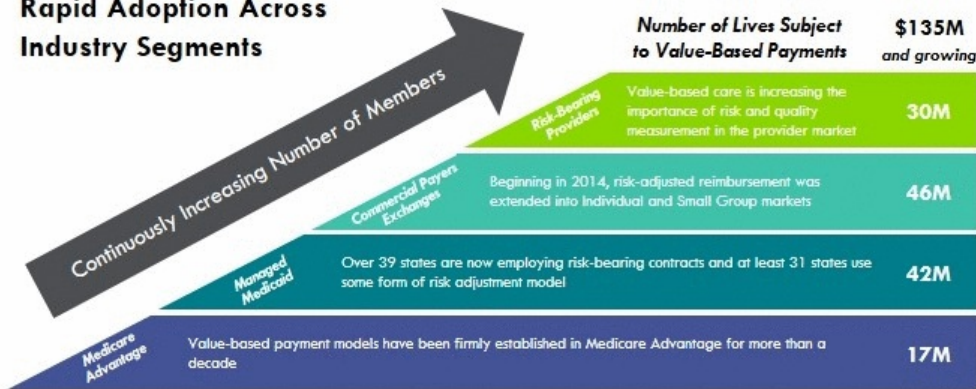 Rapid Adoption Across
Industry Segments
Continuously Increasing Number of Members
Number of Lives Subject
to Value-Based Payments
$135M
and growing
Risk-Bearing
Providers
Value-based care is increasing the
importance of risk and quality
measurement in the provider market
30M
Commercial Payers
Exchanges
Beginning in 2014, risk-adjusted reimbursement was
extended into Individual and Small Group markets
46M
Managed
Medicaid
Over 39 states are now employing risk-bearing contracts and at least 31 states use
some form of risk adjustment model
42M
Medicare
Advantage
Value-based payment models have been firmly established in Medicare Advantage for more than a
decade
17M